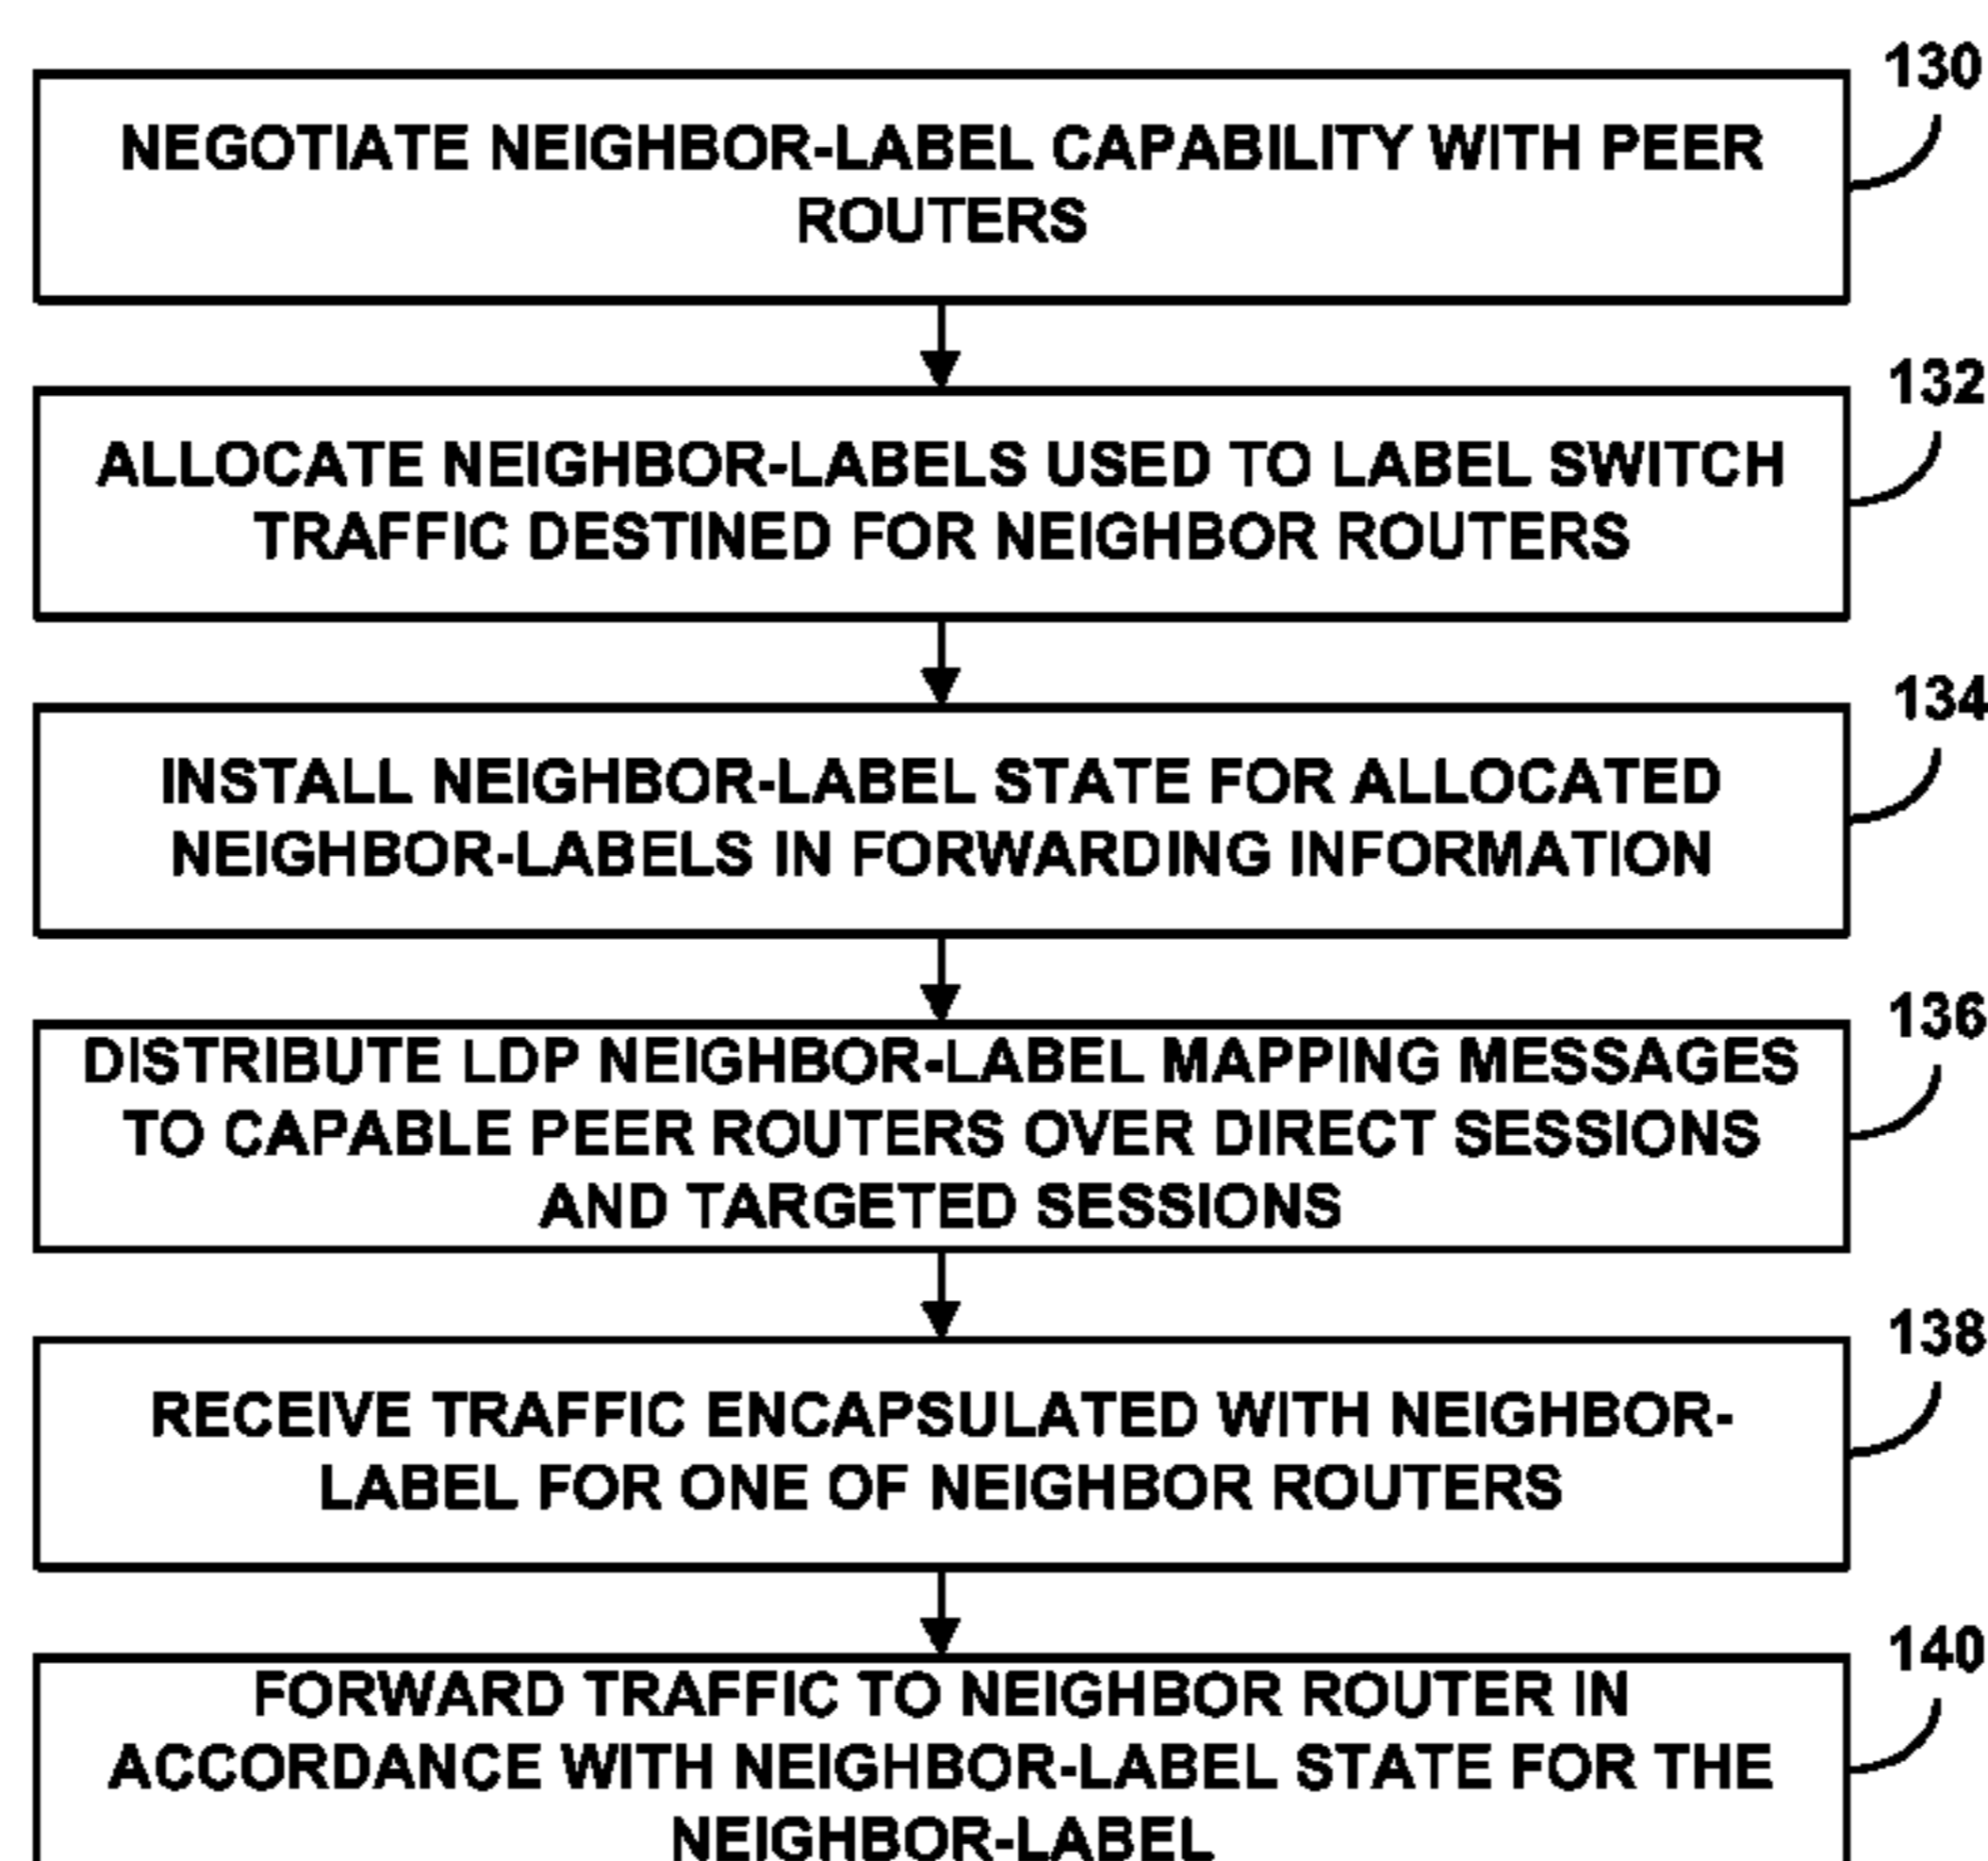 130
NEGOTIATE NEIGHBOR-LABEL CAPABILITY WITH PEER
ROUTERS
132
ALLOCATE NEIGHBOR-LABELS USED TO LABEL SWITCH
TRAFFIC DESTINED FOR NEIGHBOR ROUTERS
134
INSTALL NEIGHBOR-LABEL STATE FOR ALLOCATED
NEIGHBOR-LABELS IN FORWARDING INFORMATION
136
DISTRIBUTE LDP NEIGHBOR-LABEL MAPPING MESSAGES
TO CAPABLE PEER ROUTERS OVER DIRECT SESSIONS
AND TARGETED SESSIONS
138
RECEIVE TRAFFIC ENCAPSULATED WITH NEIGHBOR-
LABEL FOR ONE OF NEIGHBOR ROUTERS
140
FORWARD TRAFFIC TO NEIGHBOR ROUTER IN
ACCORDANCE WITH NEIGHBOR-LABEL STATE FOR THE
NEIGHBOR-LABEL